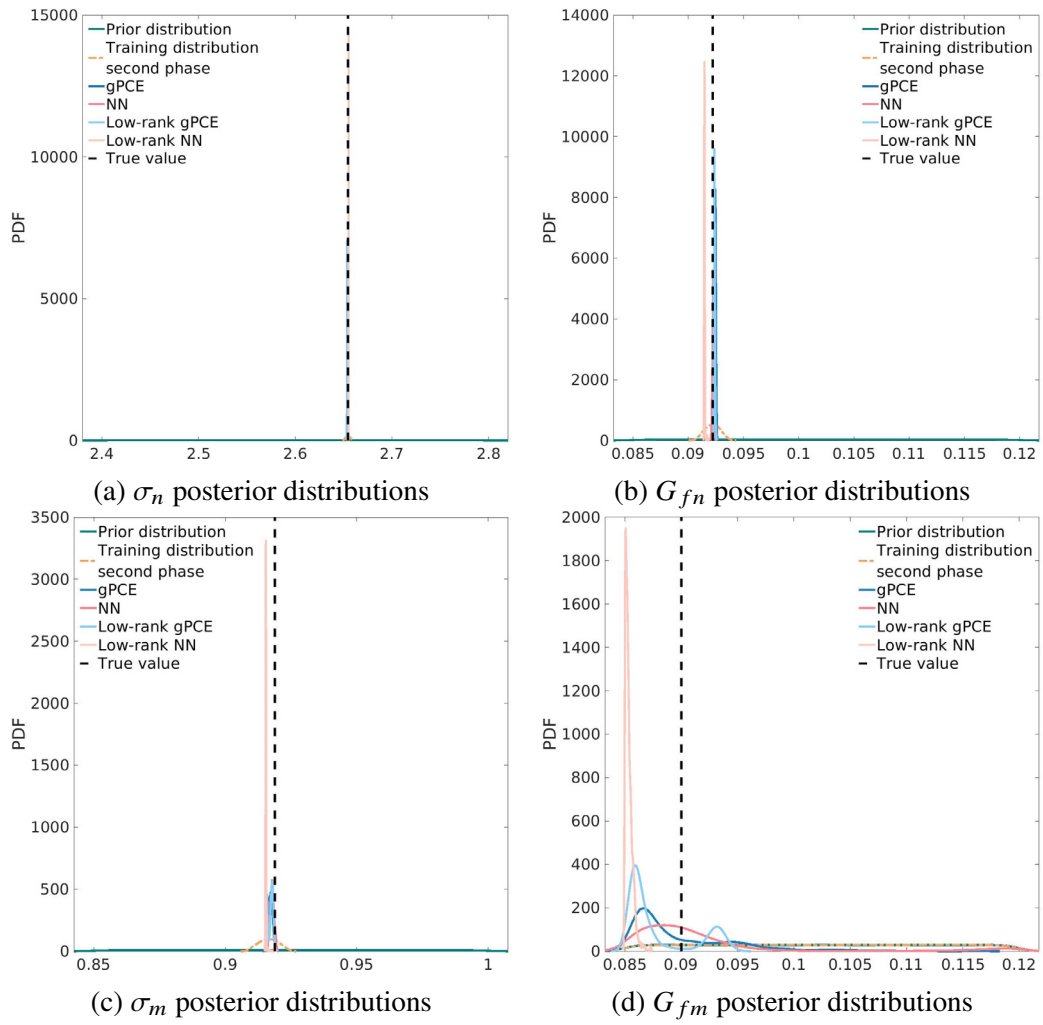 15000
10000
5000
0
PDF
Prior distribution
Training distribution
second phase
gPCE
NN
Low-rank gPCE
Low-rank NN
True value
2.4
2.5
2.6
2.7
2.8
(a) σn posterior distributions
14000
12000
10000
8000
6000
4000
2000
0
PDF
Prior distribution
Training distribution
second phase
gPCE
NN
Low-rank gPCE
Low-rank NN
True value
0.085
0.09
0.095
0.1
0.105
0.11
0.115
0.12
(b) Gfn posterior distributions
3500
3000
2500
2000
1500
1000
500
0
PDF
Prior distribution
Training distribution
second phase
gPCE
NN
Low-rank gPCE
Low-rank NN
True value
0.85
0.9
0.95
1
(c) σm posterior distributions
2000
1800
1600
1400
1200
1000
800
600
400
200
0
PDF
Prior distribution
Training distribution
second phase
gPCE
NN
Low-rank gPCE
Low-rank NN
True value
0.085
0.09
0.095
0.1
0.105
0.11
0.115
0.12
(d) Gfm posterior distributions